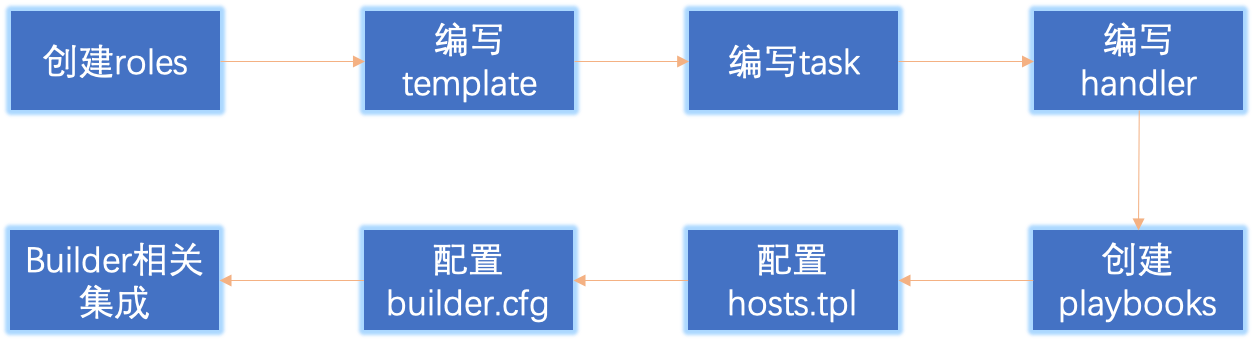 创建roles
编写
template
编写task
编写
handler
创建
playbooks
配置
hosts.tpl
配置
builder.cfg
Builder相关
集成